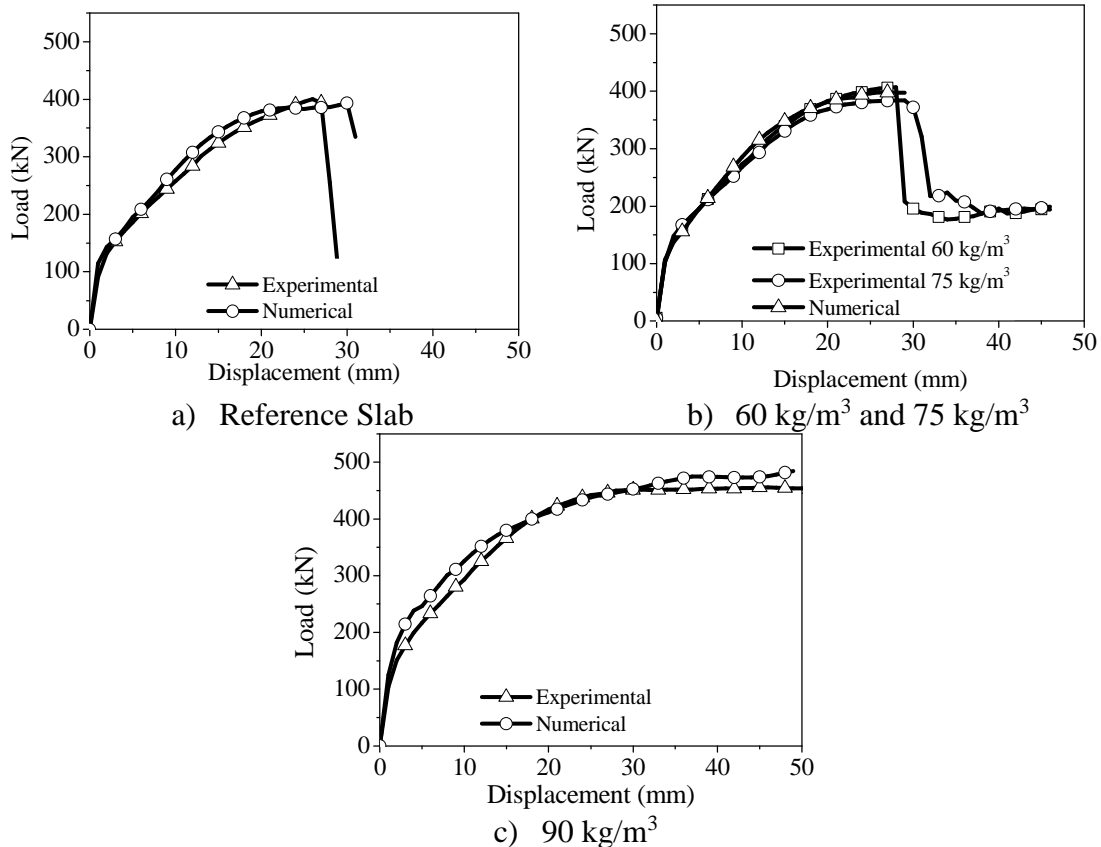 500
400
300
200
100
0
Load (kN)
Experimental
Numerical
0 10 20 30 40 50
Displacement (mm)
a) Reference Slab
500
400
300
200
100
0
Load (kN)
Experimental 60 kg/m³
Experimental 75 kg/m³
Numerical
0 10 20 30 40 50
Displacement (mm)
b) 60 kg/m³ and 75 kg/m³
500
400
300
200
100
0
Load (kN)
Experimental
Numerical
0 10 20 30 40 50
Displacement (mm)
c) 90 kg/m³